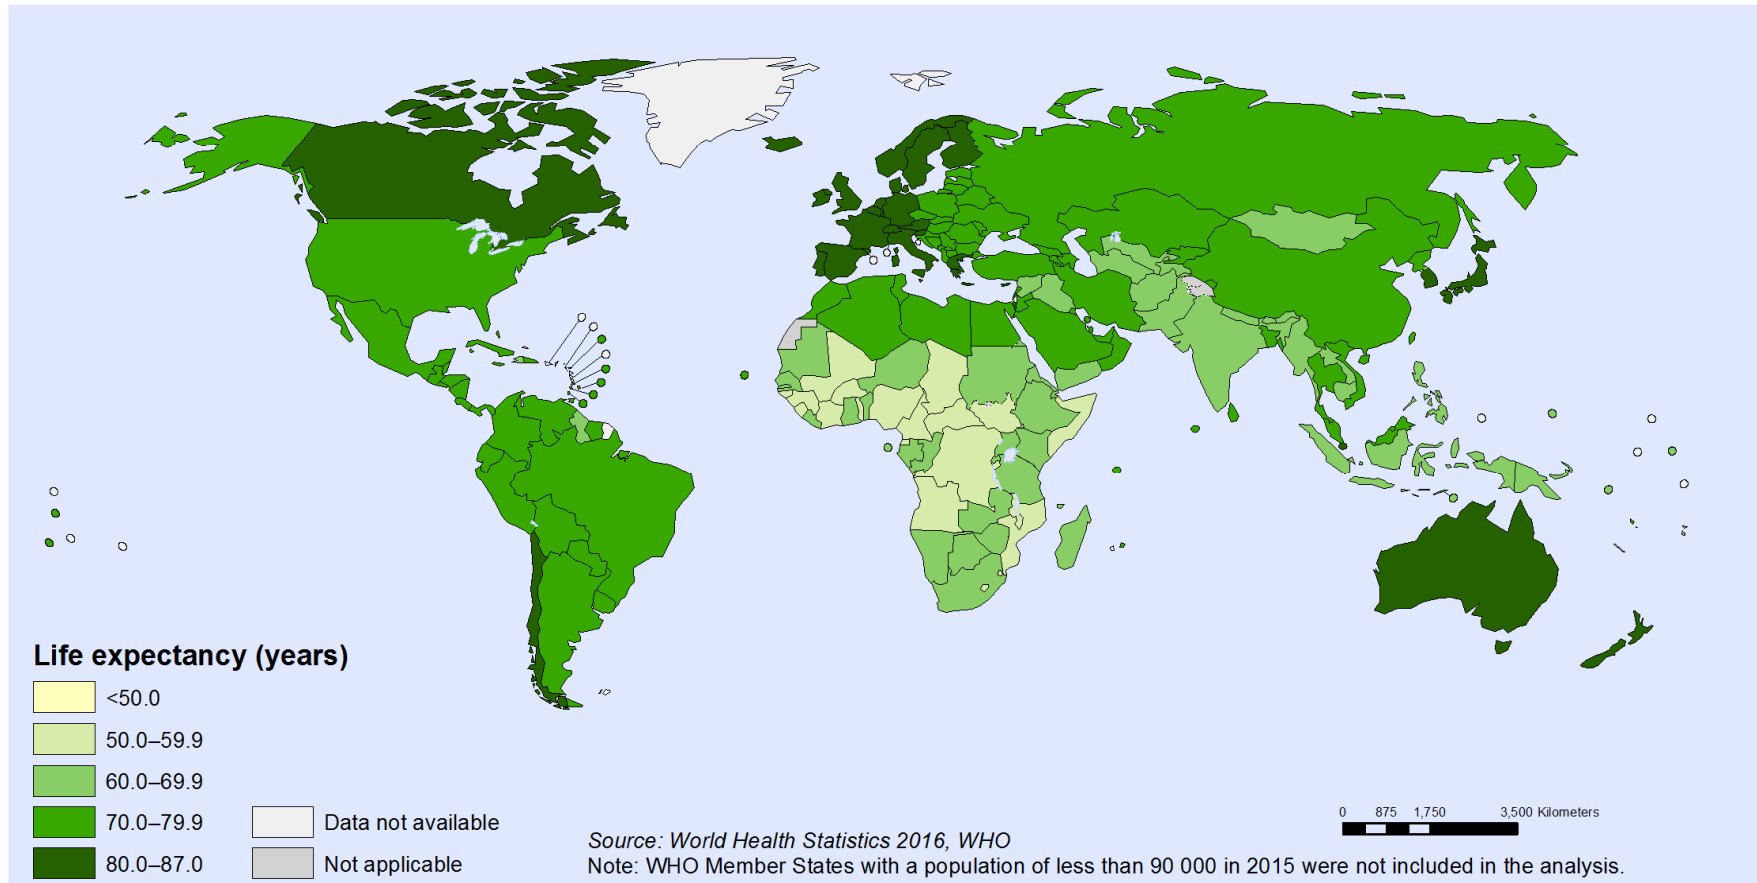 Life expectancy (years)
<50.0
50.0–59.9
60.0–69.9
70.0–79.9
80.0–87.0
Data not available
Not applicable
0 875 1,750 3,500 Kilometers
Source: World Health Statistics 2016, WHO
Note: WHO Member States with a population of less than 90 000 in 2015 were not included in the analysis.